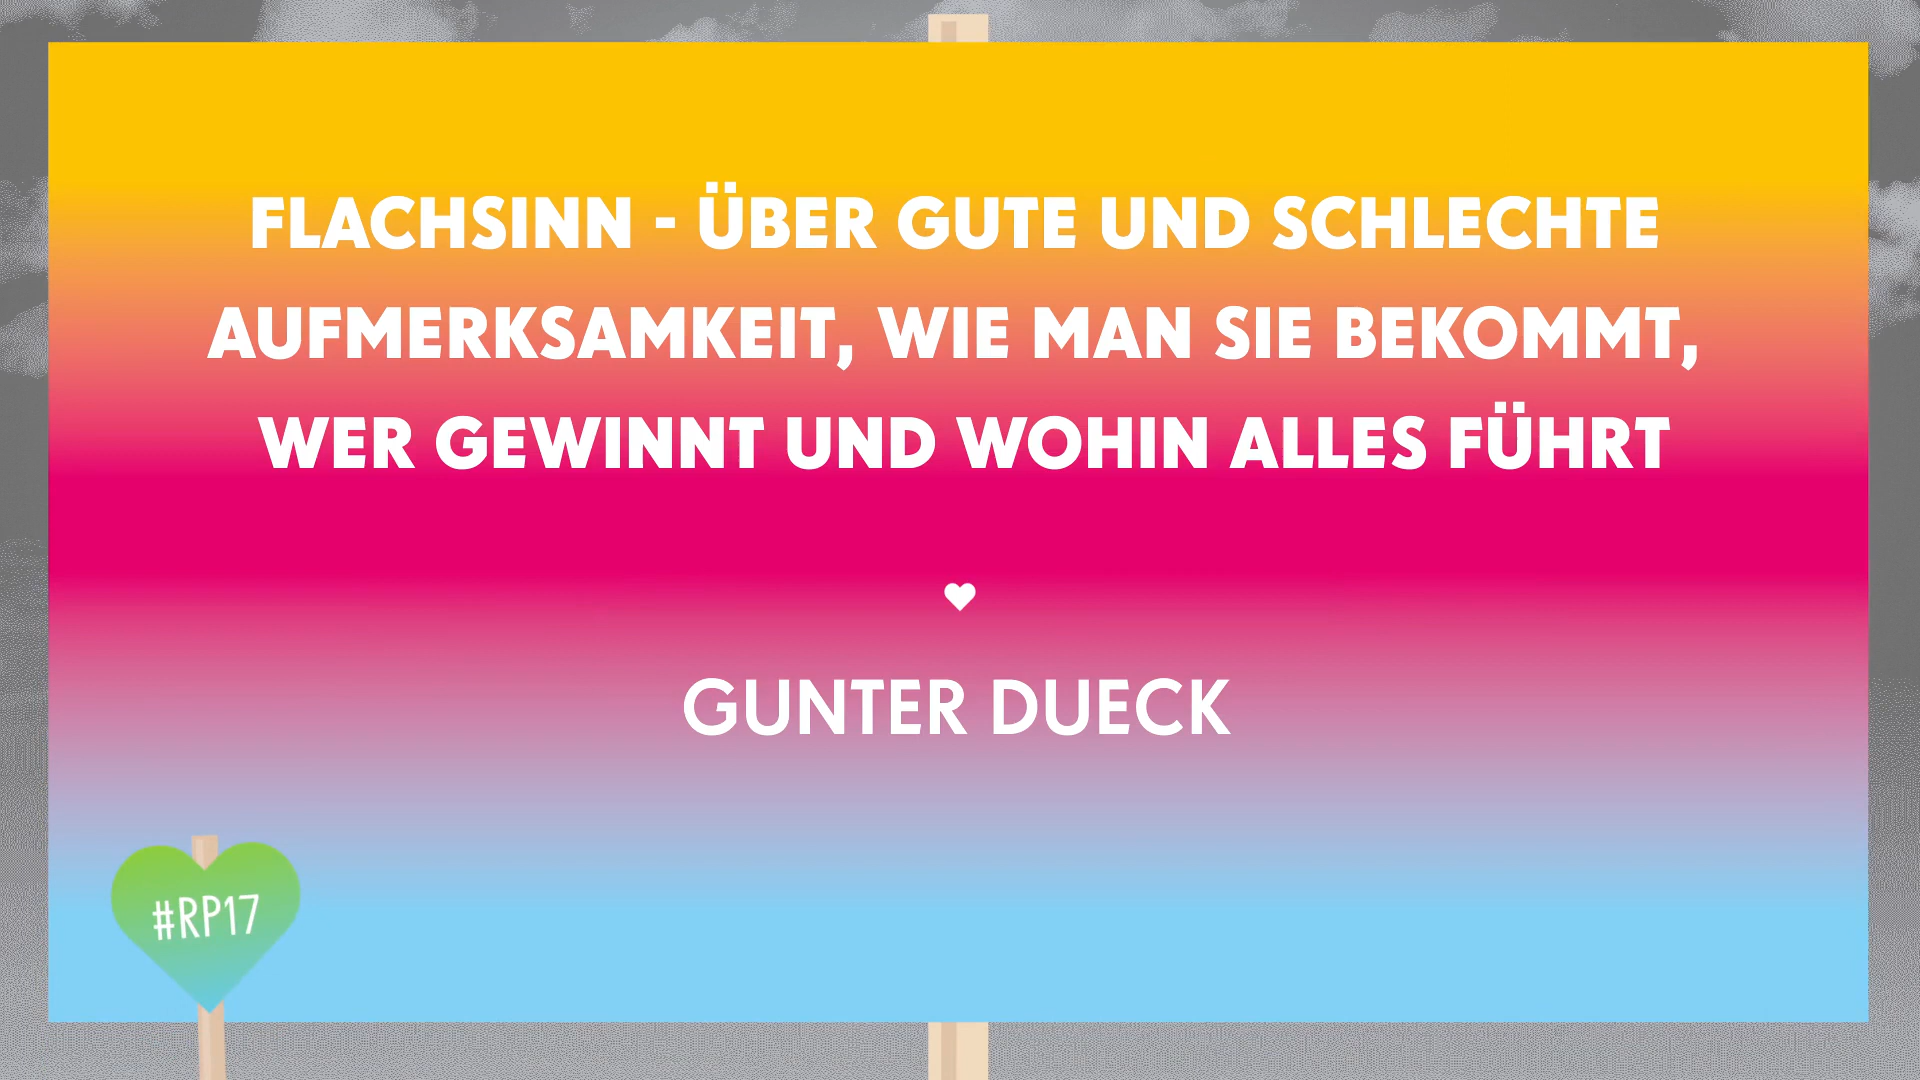 FLACHSINN - ÜBER GUTE UND SCHLECHTE
AUFMERKSAMKEIT, WIE MAN SIE BEKOMMT,
WER GEWINNT UND WOHIN ALLES FÜHRT
GUNTER DUECK
#RP17